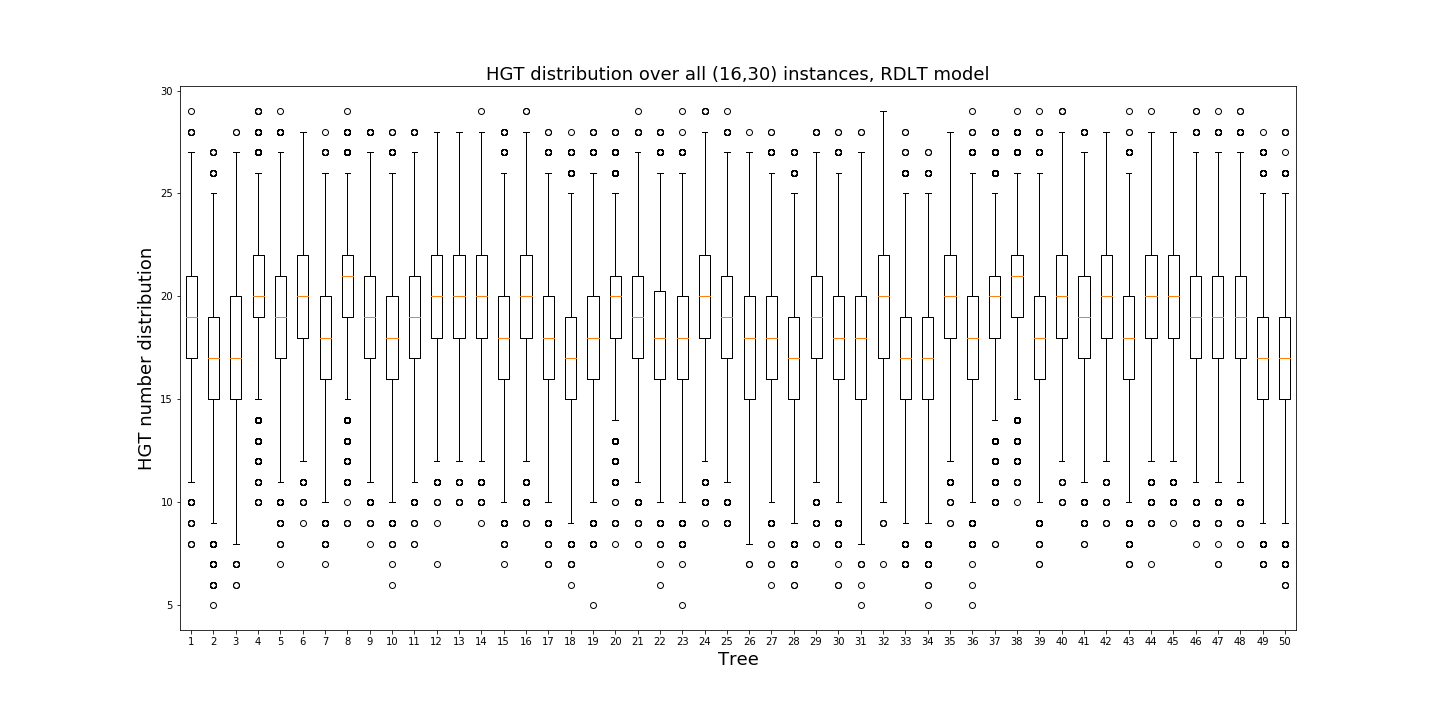 HGT distribution over all (16,30) instances, RDLT model
HGT number distribution
30
25
20
15
10
5
1 2 3 4 5 6 7 8 9 10 11 12 13 14 15 16 17 18 19 20 21 22 23 24 25 26 27 28 29 30 31 32 33 34 35 36 37 38 39 40 41 42 43 44 45 46 47 48 49 50
Tree